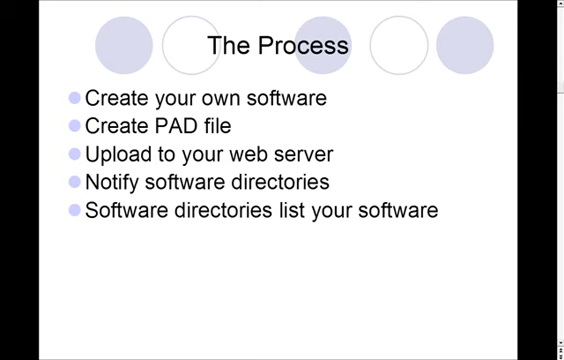 The Process
Create your own software
Create PAD file
Upload to your web server
Notify software directories
Software directories list your software